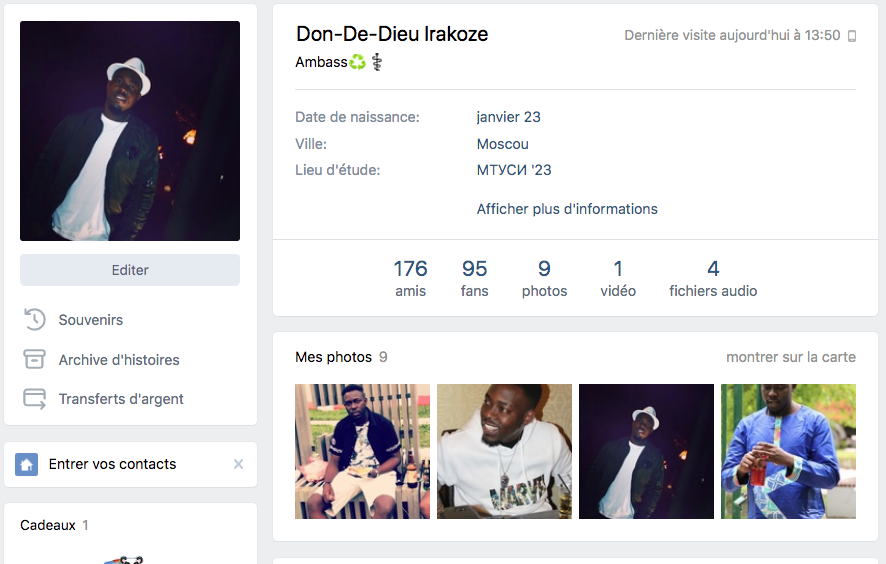 Don-De-Dieu Irakoze
Dernière visite aujourd'hui à 13:50
Ambass♻️⚕️
Date de naissance: janvier 23
Ville: Moscou
Lieu d'étude: МТУСИ '23
Afficher plus d'informations
176 95 9 1 4
amis fans photos vidéo fichiers audio
Editer
Souvenirs
Archive d'histoires
Transferts d'argent
Entrer vos contacts
Cadeaux 1
Mes photos 9
montrer sur la carte